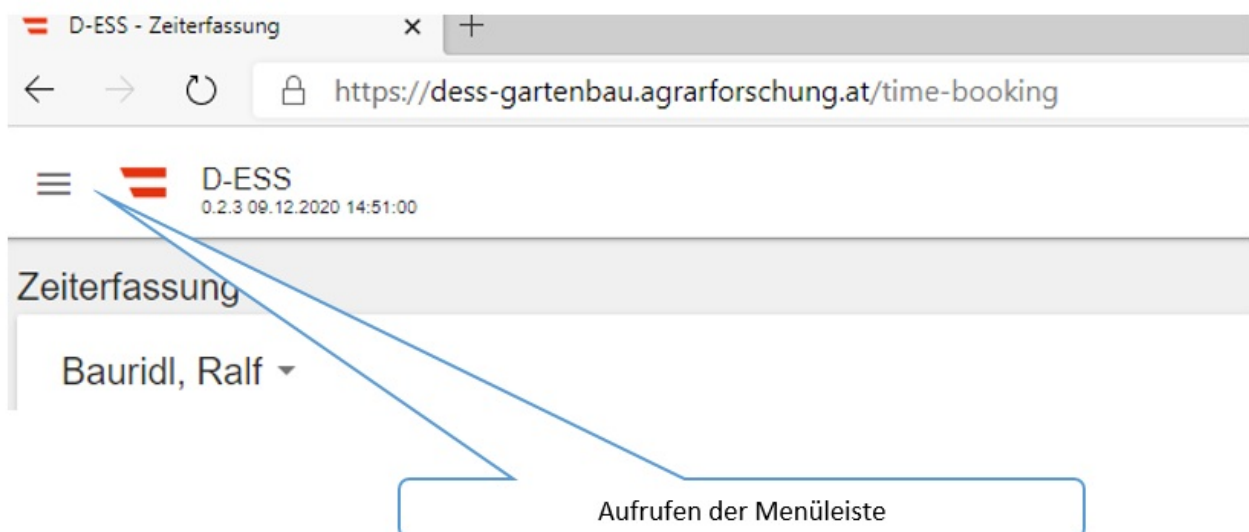 D-ESS - Zeiterfassung
https://dess-gartenbau.agrarforschung.at/time-booking
D-ESS
0.2.3 09.12.2020 14:51:00
Zeiterfassung
Bauridl, Ralf
Aufrufen der Menüleiste